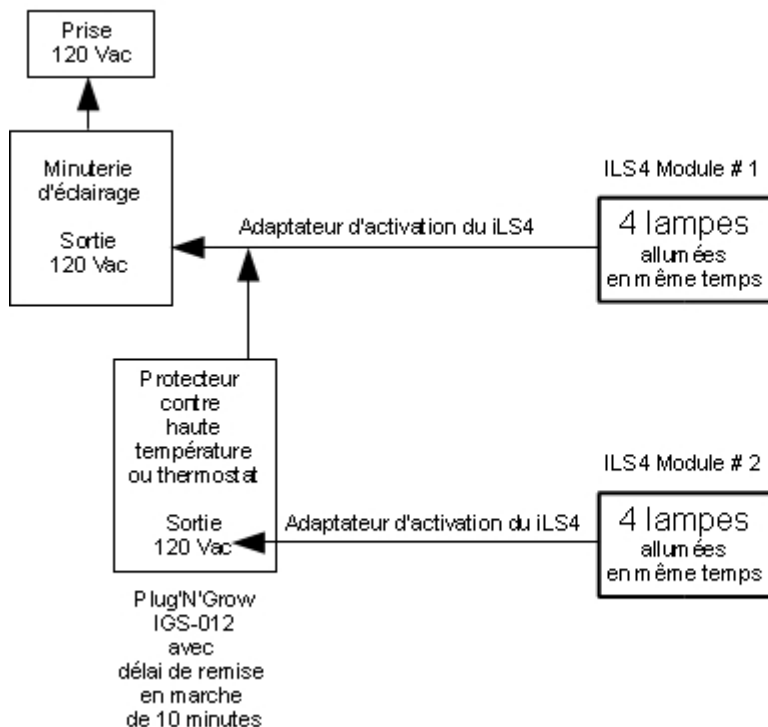 Prise
120 Vac
Minuterie
d'éclairage
Sortie
120 Vac
Adaptateur d'activation du iLS4
ILS4 Module # 1
4 lampes
allumées
en même temps
Protecteur
contre
haute
température
ou thermostat
Sortie
120 Vac
Adaptateur d'activation du iLS4
ILS4 Module # 2
4 lampes
allumées
en même temps
Plug'N'Grow
IGS-012
avec
délai de remise
en marche
de 10 minutes